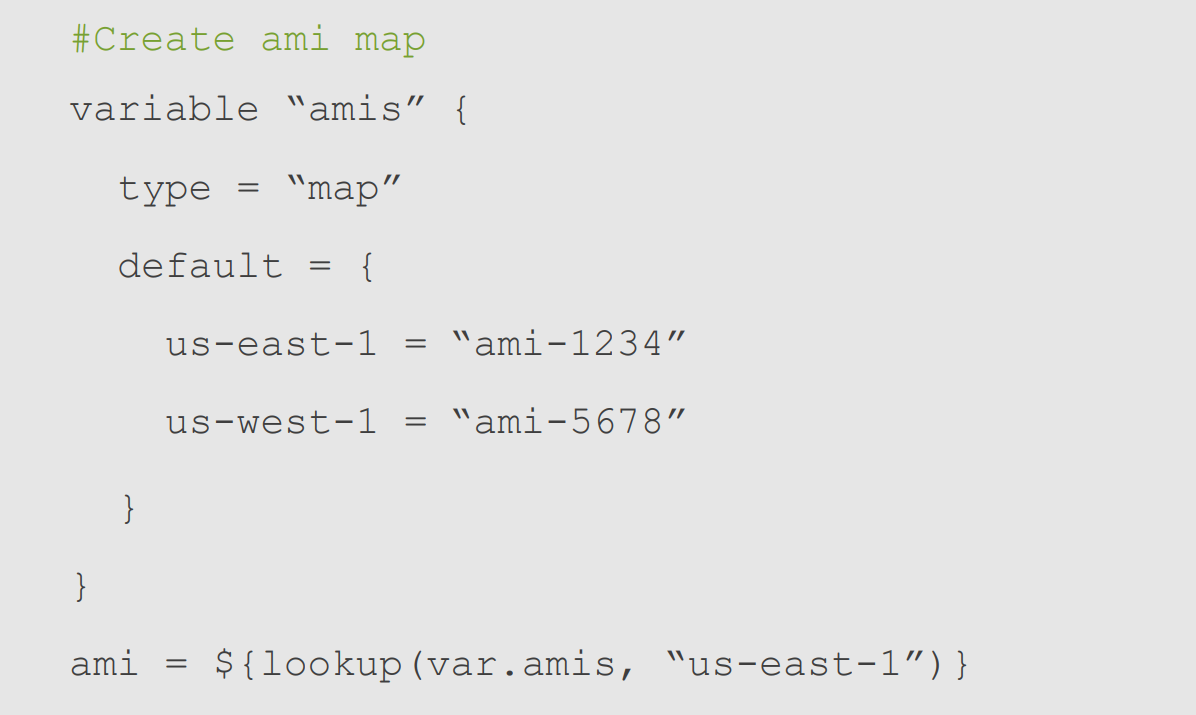 #Create ami map
variable “amis” {
type = “map”
default = {
us-east-1 = “ami-1234”
us-west-1 = “ami-5678”
}
}
ami = ${lookup(var.amis, “us-east-1”)}